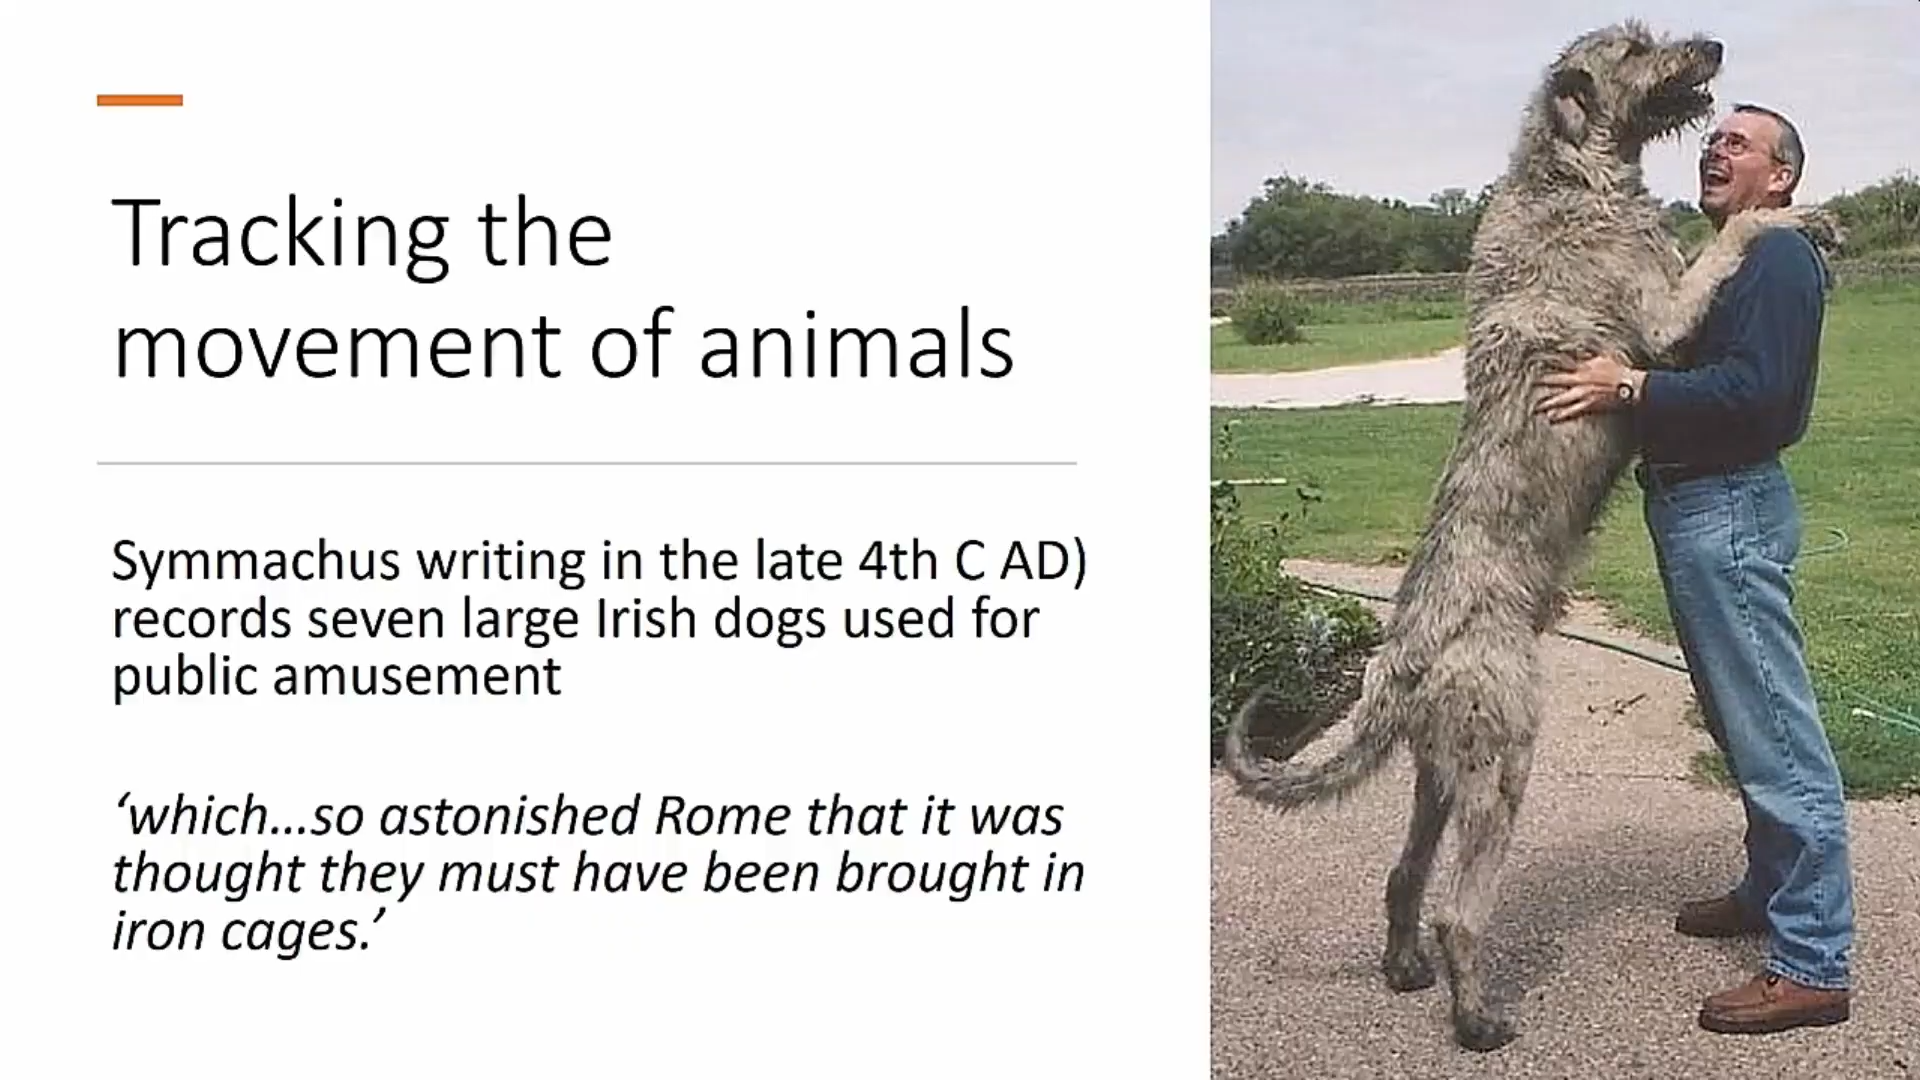 Tracking the
movement of animals
Symmachus writing in the late 4th C AD)
records seven large Irish dogs used for
public amusement
‘which...so astonished Rome that it was
thought they must have been brought in
iron cages.’